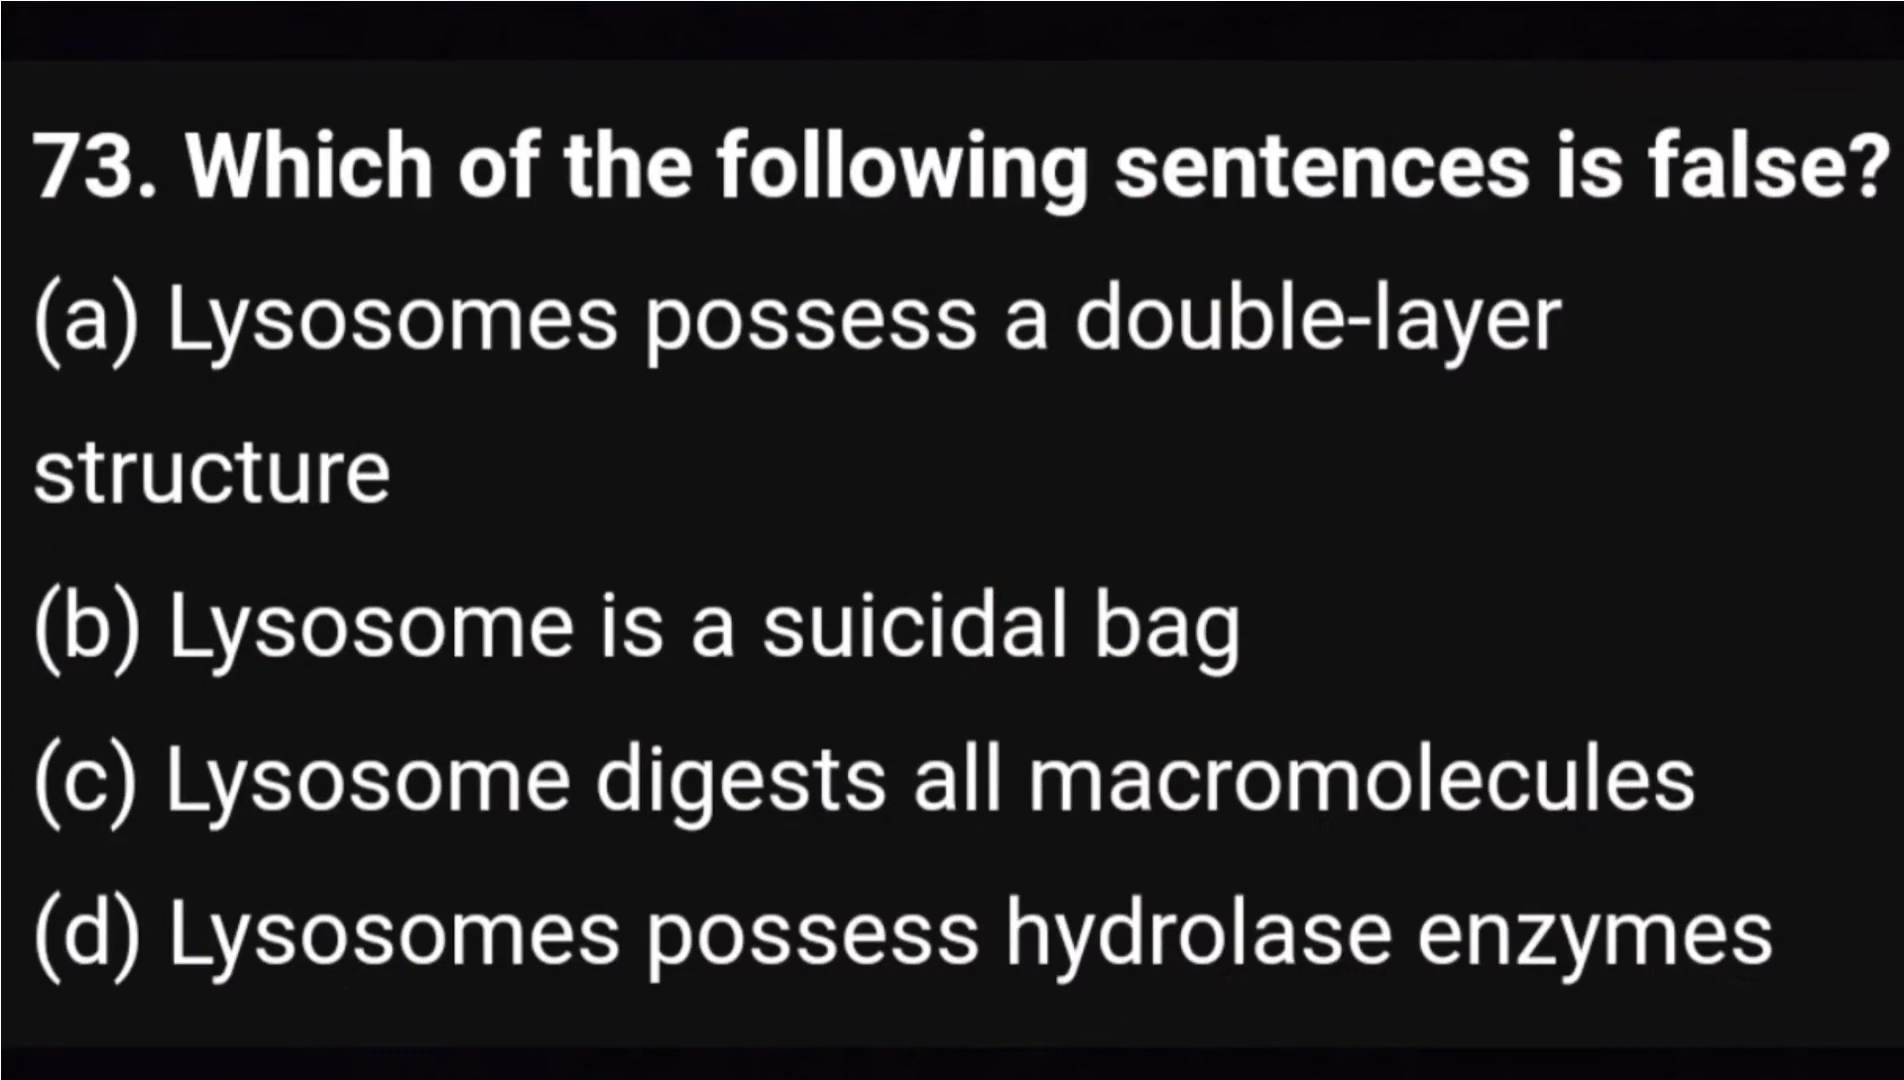 73. Which of the following sentences is false?
(a) Lysosomes possess a double-layer
structure
(b) Lysosome is a suicidal bag
(c) Lysosome digests all macromolecules
(d) Lysosomes possess hydrolase enzymes